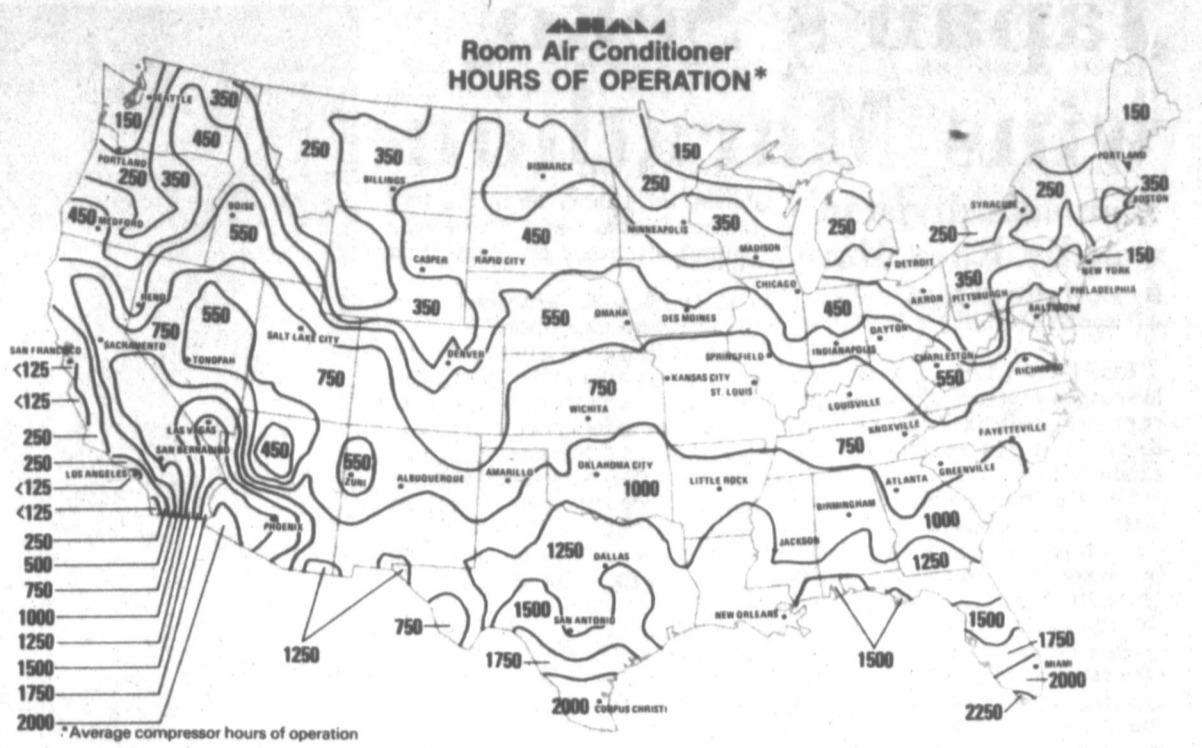 AHAM
Room Air Conditioner
HOURS OF OPERATION*
SEATTLE
350
150
450
PORTLAND
250
350
250
350
BILLINGS
BISMARCK
150
250
150
PORTLAND
350
BOSTON
450
MEDFORD
BOISE
550
MINNEAPOLIS
350
250
SYRACUSE
250
250
450
MADISON
CASPER
RAPID CITY
DETROIT
150
NEW YORK
CHICAGO
350
AKRON
PITTSBURGH
PHILADELPHIA
BALTIMORE
RENO
550
750
350
550
OMAHA
DES MOINES
450
DAYTON
SALT LAKE CITY
SACRAMENTO
TONOPAH
DENVER
SPRINGFIELD
INDIANAPOLIS
CHARLESTON
550
RICHMOND
SAN FRANCISCO
<125
750
750
KANSAS CITY
ST. LOUIS
<125
WICHITA
LOUISVILLE
LAS VEGAS
KNOXVILLE
FAYETTEVILLE
250
SAN BERNADINO
450
750
250
550
ZUNI
LOS ANGELES
ALBUQUERQUE
AMARILLO
OKLAHOMA CITY
1000
LITTLE ROCK
GREENVILLE
ATLANTA
<125
<125
PHOENIX
BIRMINGHAM
1000
250
JACKSON
500
1250
DALLAS
1250
750
1000
1500
SAN ANTONIO
NEW ORLEANS
1500
1250
750
1750
1500
1250
1500
1750
MIAMI
2000
1750
2000
2000
CORPUS CHRISTI
2250
*Average compressor hours of operation